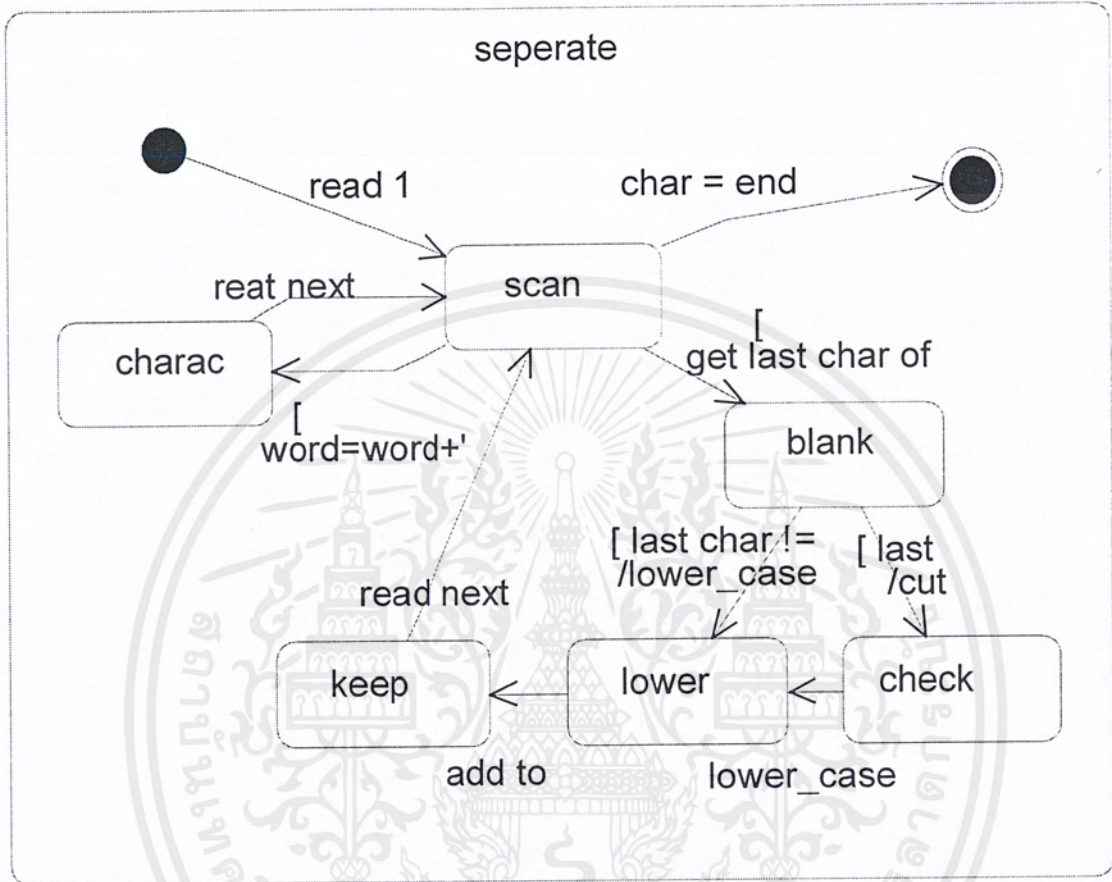 seperate
read 1
char = end
reat next
scan
charac
[
get last char of
[
word=word+'
blank
[ last char !=
/lower_case
[ last
/cut
read next
keep
lower
check
add to
lower_case